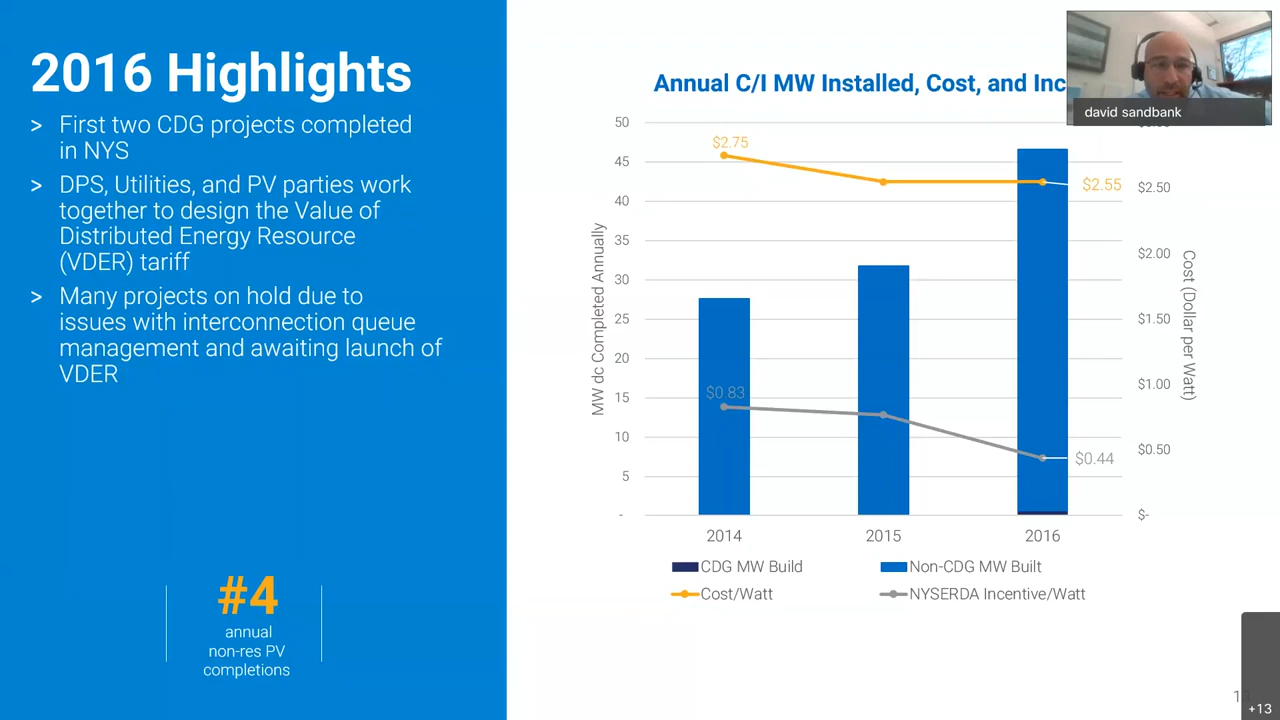 2016 Highlights
> First two CDG projects completed
in NYS
> DPS, Utilities, and PV parties work
together to design the Value of
Distributed Energy Resource
(VDER) tariff
> Many projects on hold due to
issues with interconnection queue
management and awaiting launch of
VDER
#4
annual
non-res PV
completions
Annual C/I MW Installed, Cost, and Inc
david sandbank
MW dc Completed Annually
50
45
40
35
30
25
20
15
10
5
-
$2.75
$2.55
$0.83
$0.44
$2.50
$2.00
$1.50
$1.00
$0.50
$-
Cost (Dollar per Watt)
2014 2015 2016
CDG MW Build Non-CDG MW Built
Cost/Watt NYSERDA Incentive/Watt
+13